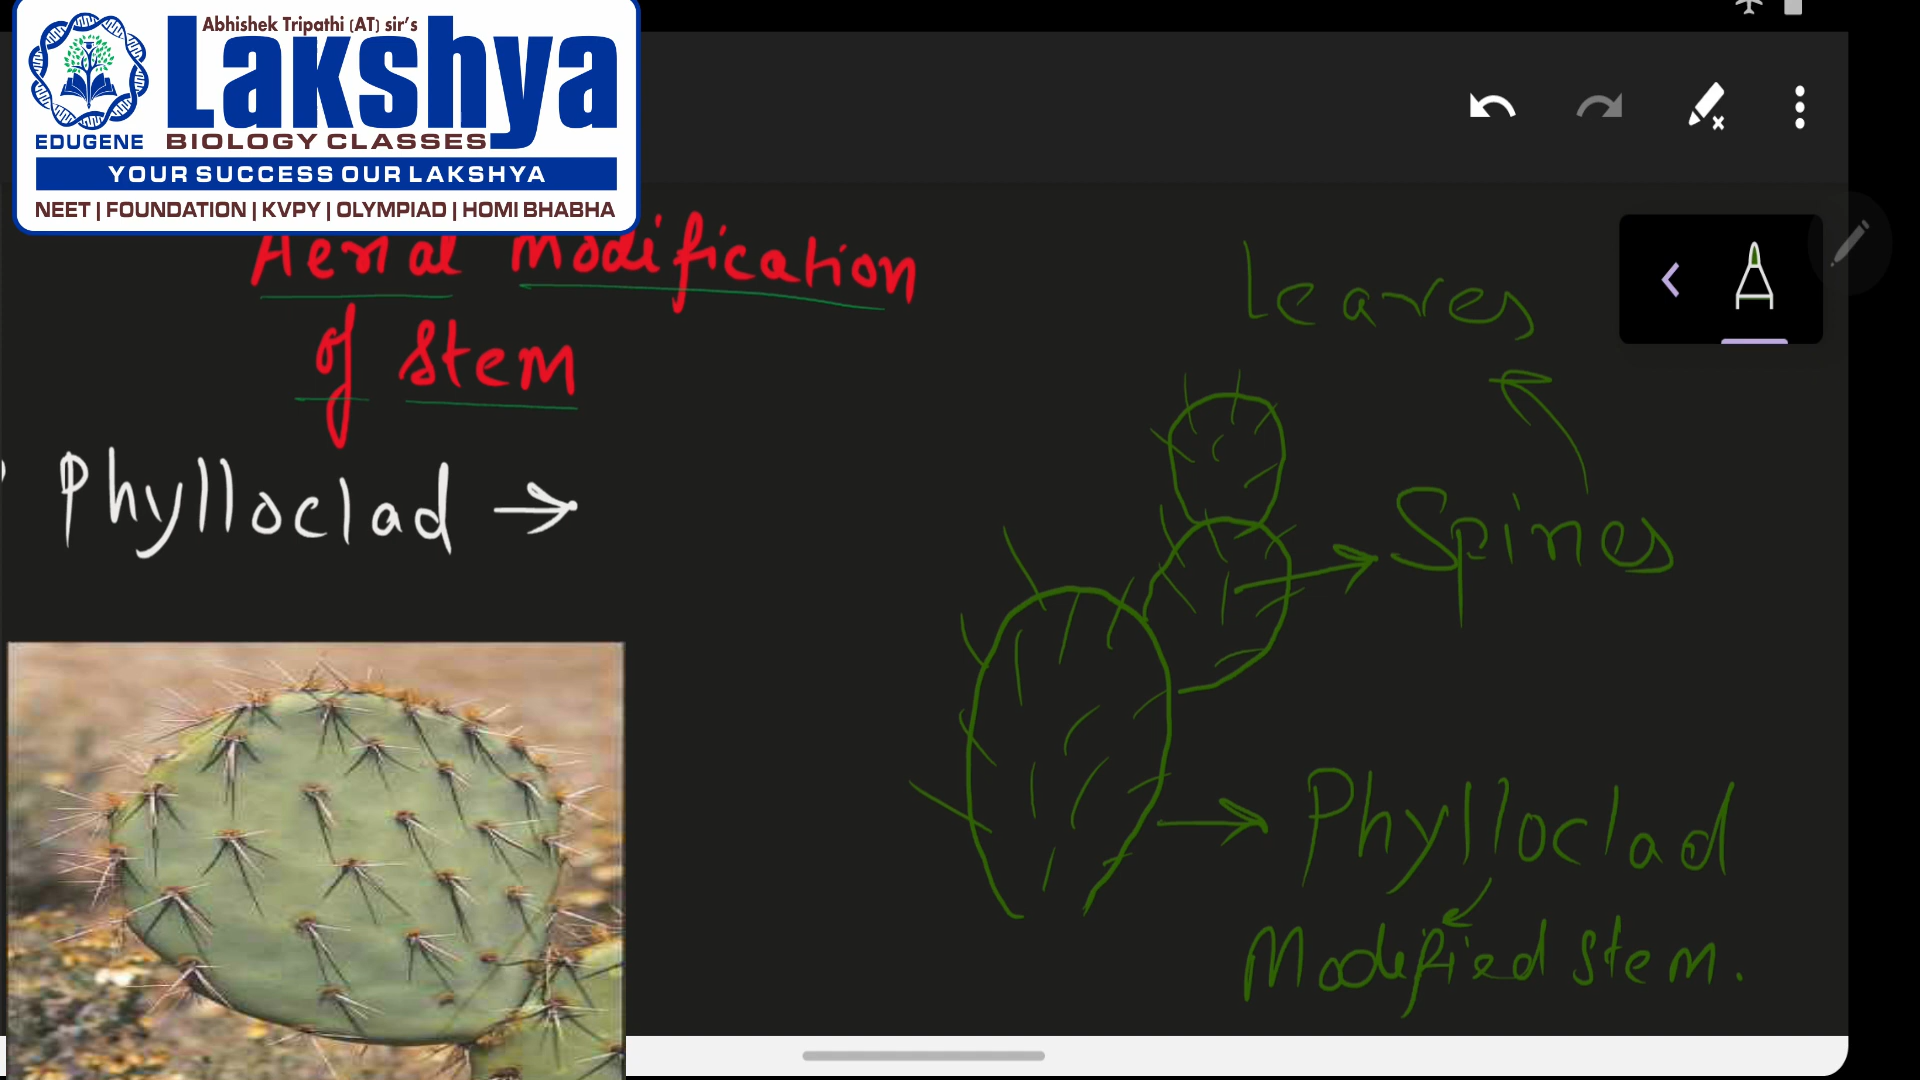 Abhishek Tripathi (AT) sir's
Lakshya
EDUGENE
BIOLOGY CLASSES
YOUR SUCCESS OUR LAKSHYA
NEET | FOUNDATION | KVPY | OLYMPIAD | HOMI BHABHA
Aerial modification
of stem
Phylloclad →
Leaves
Spines
Phylloclad
Modified stem.